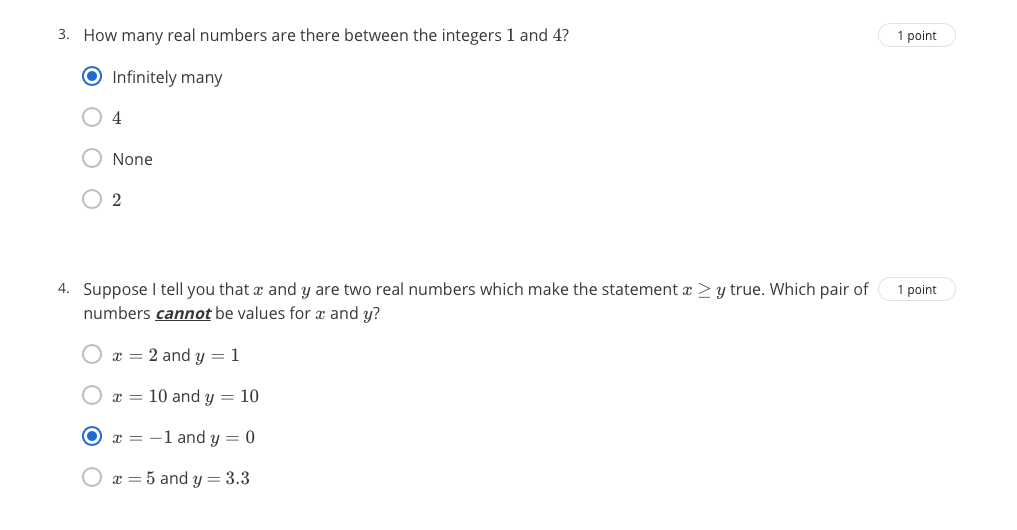 3. How many real numbers are there between the integers 1 and 4? 1 point
Infinitely many
4
None
2
4. Suppose I tell you that x and y are two real numbers which make the statement x ≥ y true. Which pair of 1 point
numbers cannot be values for x and y?
x = 2 and y = 1
x = 10 and y = 10
x = −1 and y = 0
x = 5 and y = 3.3